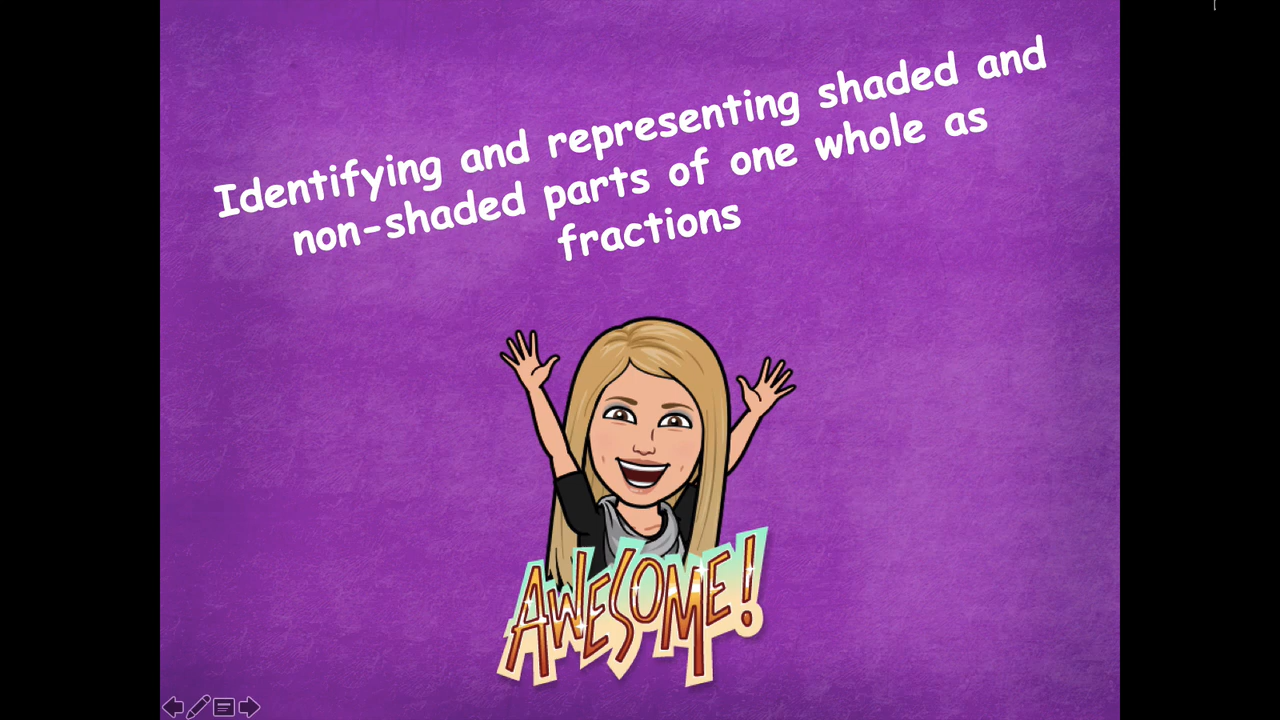 Identifying and representing shaded and
non-shaded parts of one whole as
fractions
AWESOME!